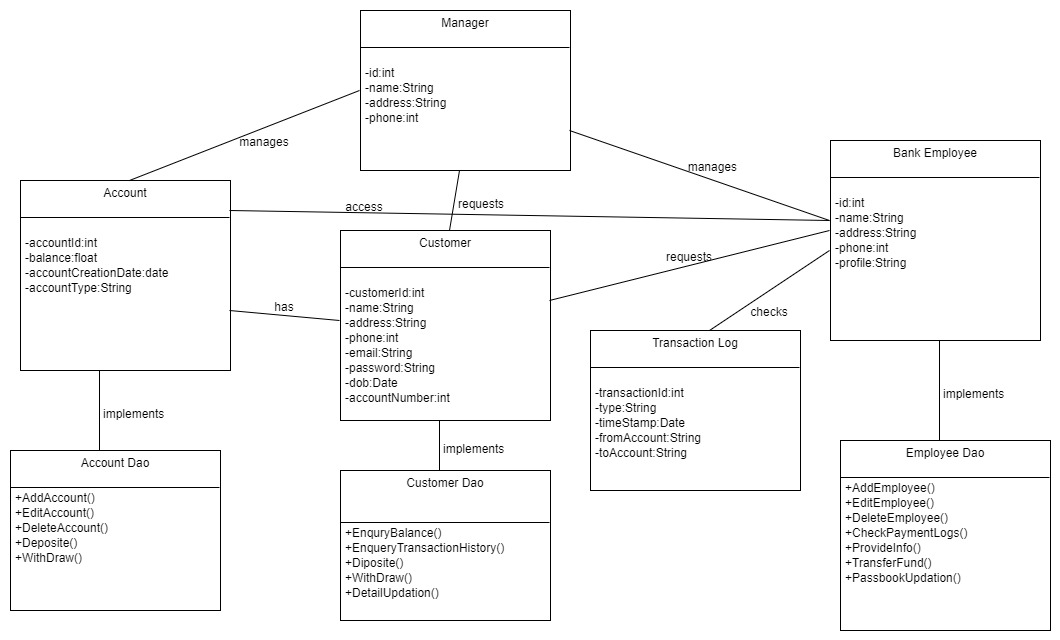 Manager
-id:int
-name:String
-address:String
-phone:int
manages
manages
Bank Employee
-id:int
-name:String
-address:String
-phone:int
-profile:String
Account
-accountId:int
-balance:float
-accountCreationDate:date
-accountType:String
access
requests
Customer
-customerId:int
-name:String
-address:String
-phone:int
-email:String
-password:String
-dob:Date
-accountNumber:int
requests
has
checks
Transaction Log
-transactionId:int
-type:String
-timeStamp:Date
-fromAccount:String
-toAccount:String
implements
implements
implements
Account Dao
+AddAccount()
+EditAccount()
+DeleteAccount()
+Deposite()
+WithDraw()
Customer Dao
+EnquryBalance()
+EnqueryTransactionHistory()
+Diposite()
+WithDraw()
+DetailUpdation()
Employee Dao
+AddEmployee()
+EditEmployee()
+DeleteEmployee()
+CheckPaymentLogs()
+ProvideInfo()
+TransferFund()
+PassbookUpdation()